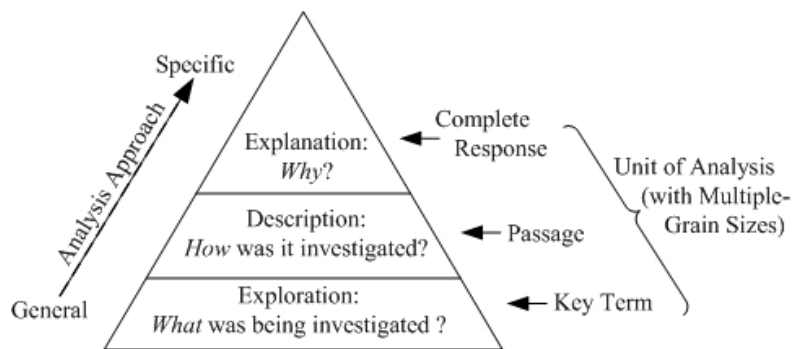 Specific
Analysis Approach
General
Explanation:
Why?
Description:
How was it investigated?
Exploration:
What was being investigated ?
Complete
Response
Passage
Key Term
Unit of Analysis
(with Multiple-
Grain Sizes)